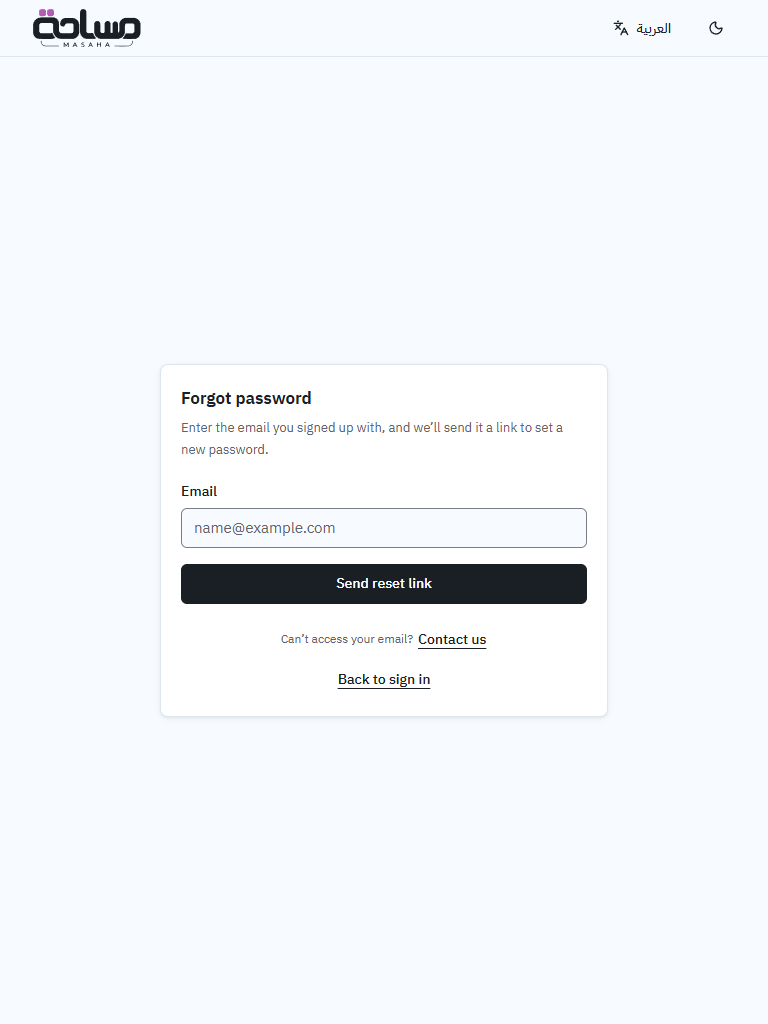 مساحة
MASAHA
العربية
Forgot password
Enter the email you signed up with, and we’ll send it a link to set a
new password.
Email
name@example.com
Send reset link
Can’t access your email? Contact us
Back to sign in